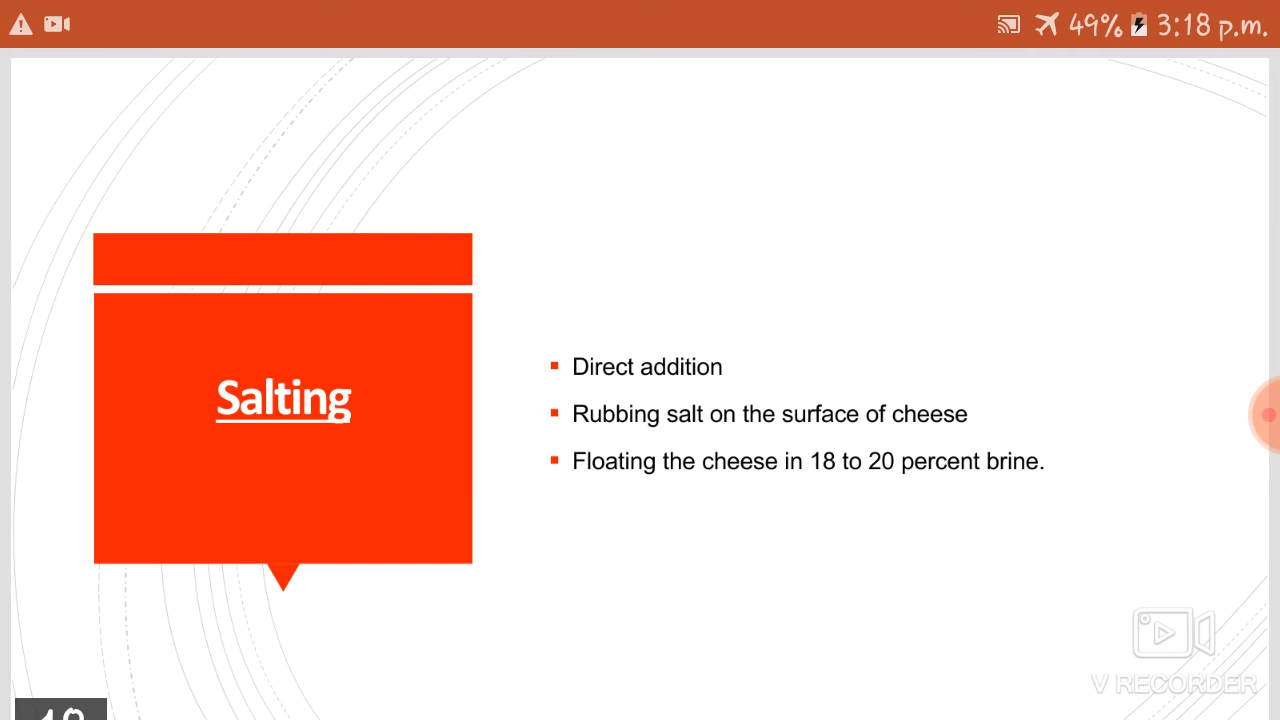 49% 3:18 p.m.
Salting
Direct addition
Rubbing salt on the surface of cheese
Floating the cheese in 18 to 20 percent brine.
V RECORDER